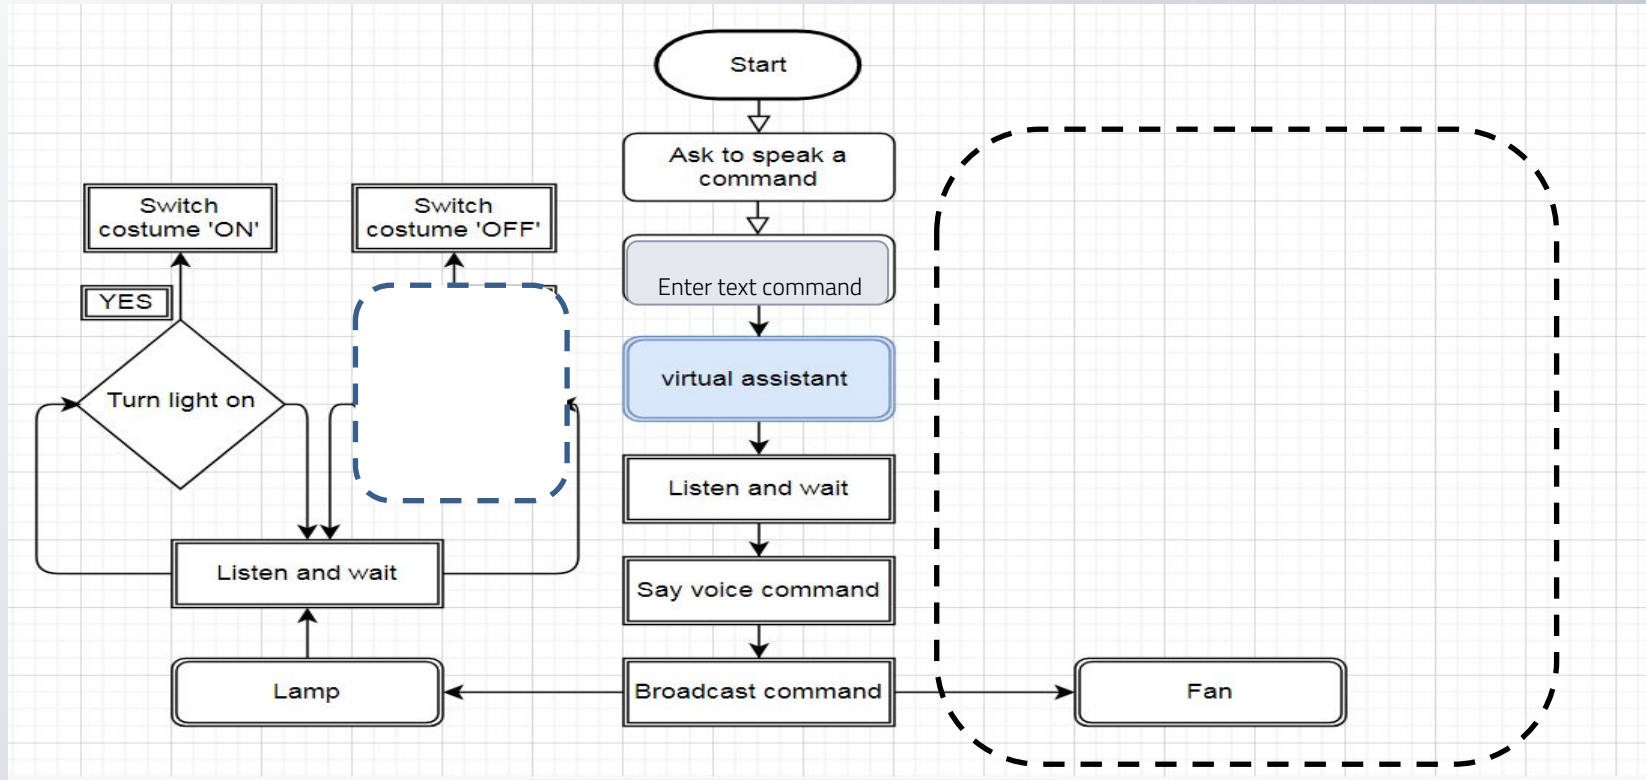 Start
Ask to speak a
command
Switch
costume 'ON'
Switch
costume 'OFF'
Enter text command
YES
virtual assistant
Turn light on
Listen and wait
Listen and wait
Say voice command
Lamp
Broadcast command
Fan